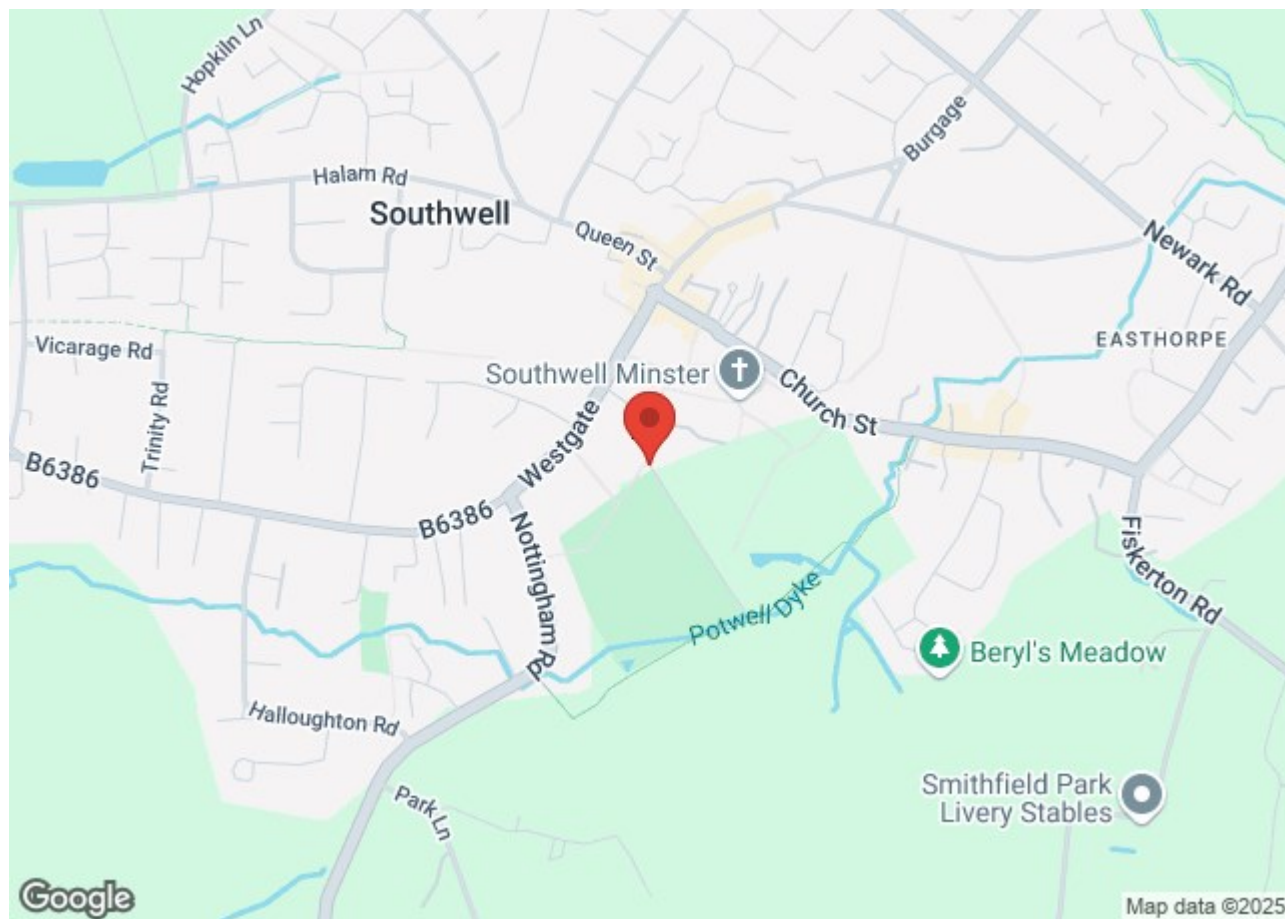 Hopkiln Ln
Burgage
Halam Rd
Southwell
Queen St
Newark Rd
EASTHORPE
Vicarage Rd
Southwell Minster
Church St
Trinity Rd
Westgate
B6386
B6386
Nottingham Rd
Fiskerton Rd
Potwell Dyke
Beryl's Meadow
Halloughton Rd
Smithfield Park
Livery Stables
Park Ln
Google
Map data ©2025